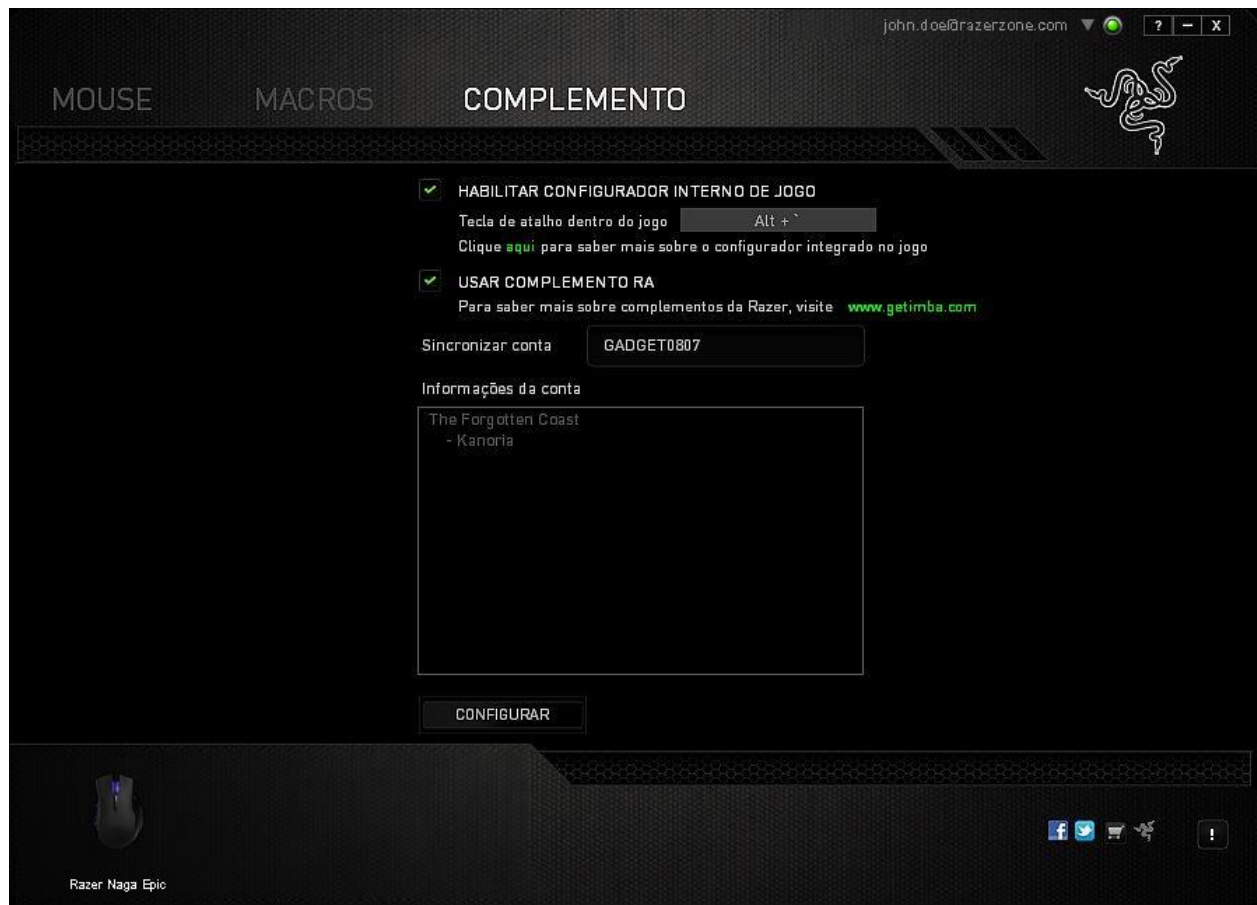 john.doe@razerzone.com ? – X
MOUSE MACROS COMPLEMENTO
HABILITAR CONFIGURADOR INTERNO DE JOGO
Tecla de atalho dentro do jogo Alt + `
Clique aqui para saber mais sobre o configurador integrado no jogo
USAR COMPLEMENTO RA
Para saber mais sobre complementos da Razer, visite www.getimba.com
Sincronizar conta GADGET0807
Informações da conta
The Forgotten Coast
- Kanoria
CONFIGURAR
f
!
Razer Naga Epic